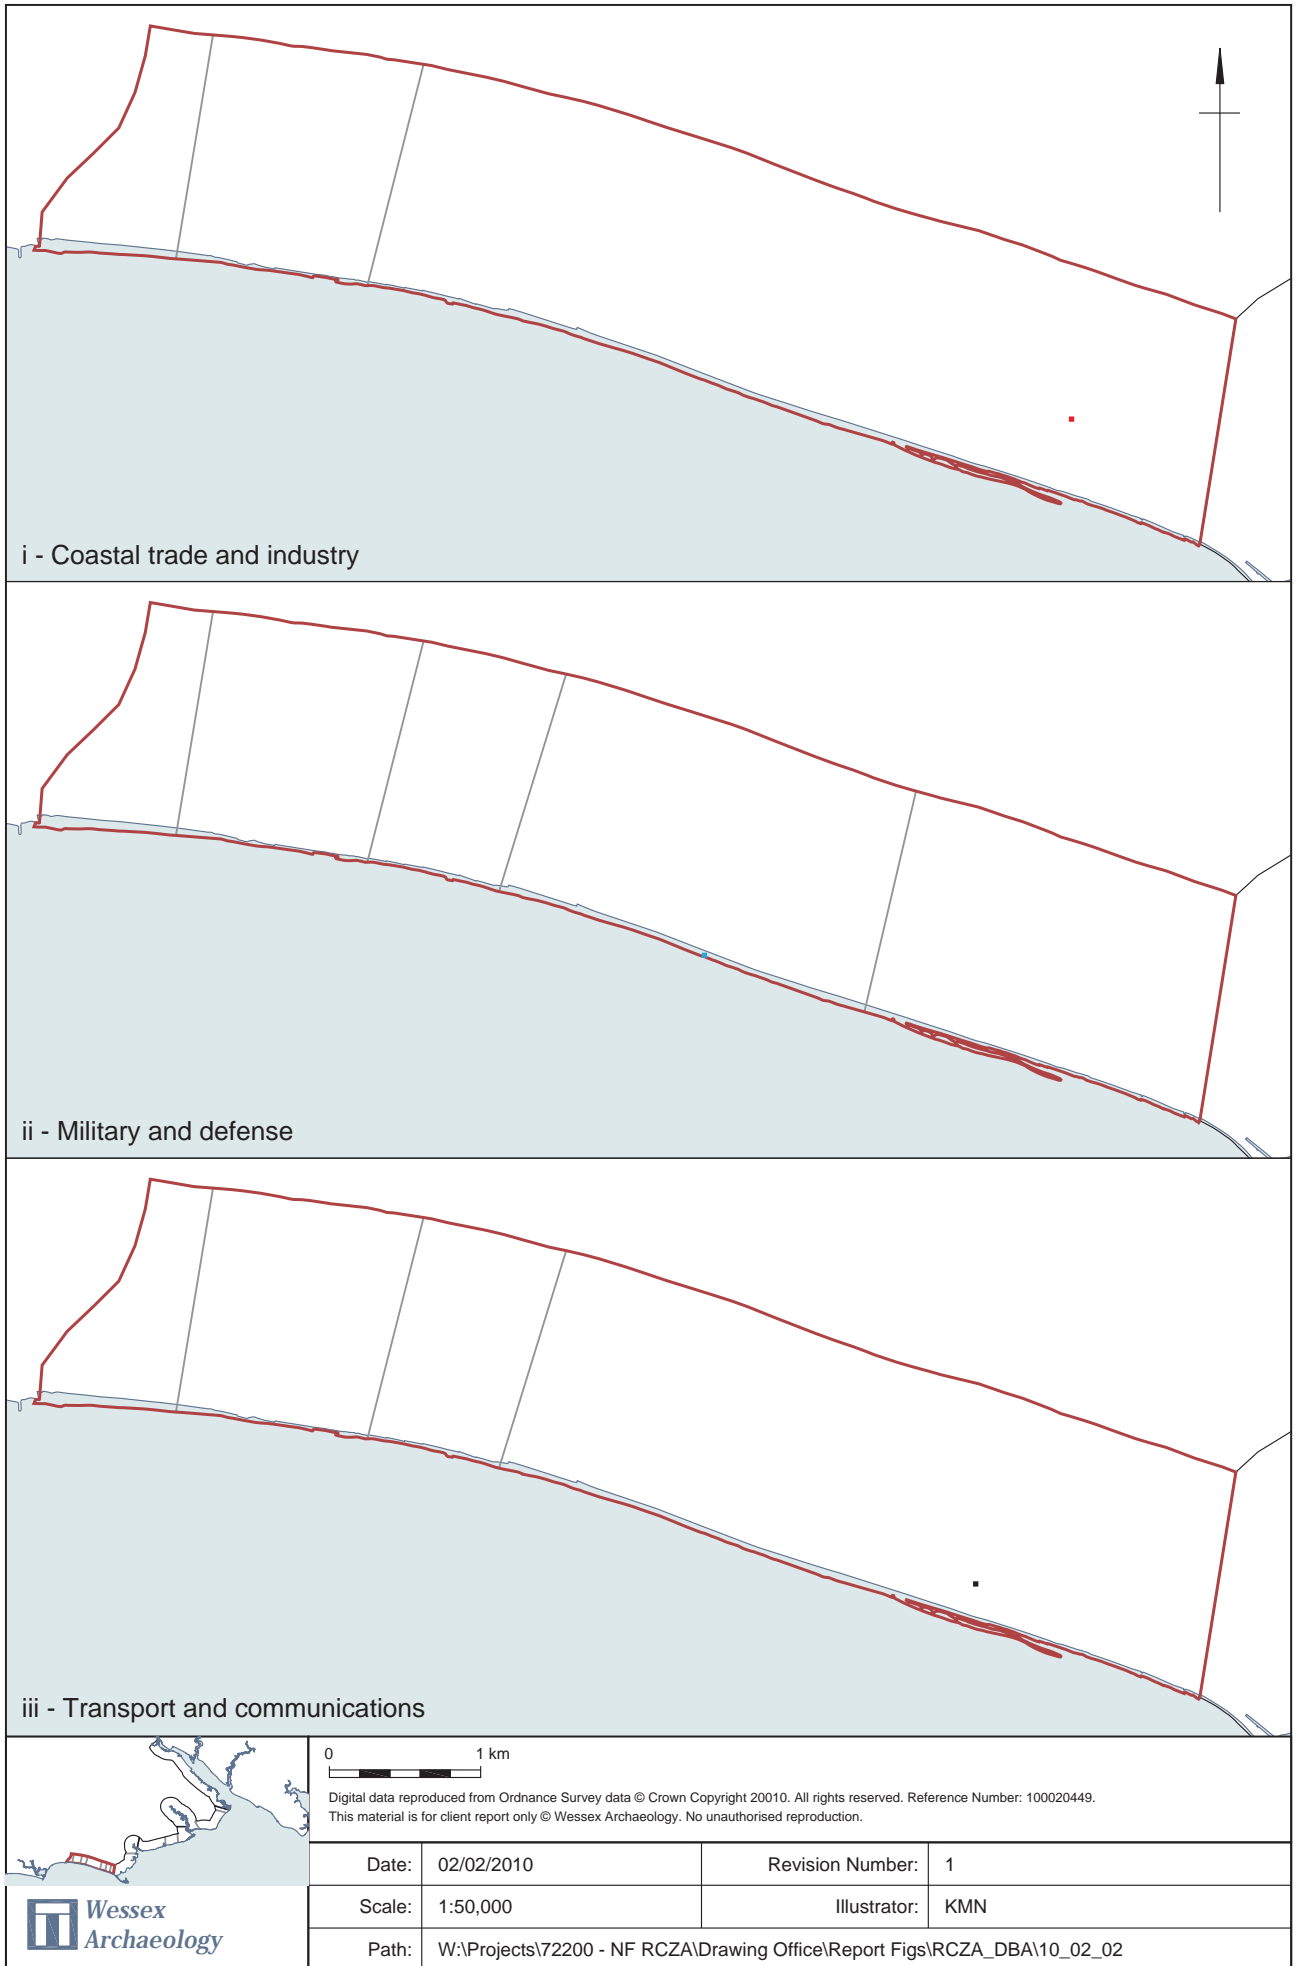 i - Coastal trade and industry
ii - Military and defense
iii - Transport and communications
0 1 km
Digital data reproduced from Ordnance Survey data © Crown Copyright 20010. All rights reserved. Reference Number: 100020449.
This material is for client report only © Wessex Archaeology. No unauthorised reproduction.
Date: 02/02/2010 Revision Number: 1
Scale: 1:50,000 Illustrator: KMN
Path: W:\Projects\72200 - NF RCZA\Drawing Office\Report Figs\RCZA_DBA\10_02_02
Wessex
Archaeology